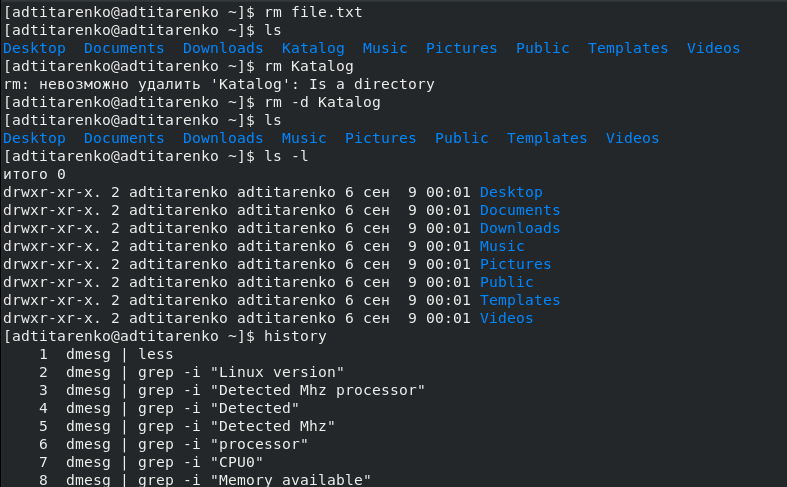 [adtitarenko@adtitarenko ~]$ rm file.txt
[adtitarenko@adtitarenko ~]$ ls
Desktop  Documents  Downloads  Katalog  Music  Pictures  Public  Templates  Videos
[adtitarenko@adtitarenko ~]$ rm Katalog
rm: невозможно удалить 'Katalog': Is a directory
[adtitarenko@adtitarenko ~]$ rm -d Katalog
[adtitarenko@adtitarenko ~]$ ls
Desktop  Documents  Downloads  Music  Pictures  Public  Templates  Videos
[adtitarenko@adtitarenko ~]$ ls -l
итого 0
drwxr-xr-x. 2 adtitarenko adtitarenko 6 сен  9 00:01 Desktop
drwxr-xr-x. 2 adtitarenko adtitarenko 6 сен  9 00:01 Documents
drwxr-xr-x. 2 adtitarenko adtitarenko 6 сен  9 00:01 Downloads
drwxr-xr-x. 2 adtitarenko adtitarenko 6 сен  9 00:01 Music
drwxr-xr-x. 2 adtitarenko adtitarenko 6 сен  9 00:01 Pictures
drwxr-xr-x. 2 adtitarenko adtitarenko 6 сен  9 00:01 Public
drwxr-xr-x. 2 adtitarenko adtitarenko 6 сен  9 00:01 Templates
drwxr-xr-x. 2 adtitarenko adtitarenko 6 сен  9 00:01 Videos
[adtitarenko@adtitarenko ~]$ history
    1  dmesg | less
    2  dmesg | grep -i "Linux version"
    3  dmesg | grep -i "Detected Mhz processor"
    4  dmesg | grep -i "Detected"
    5  dmesg | grep -i "Detected Mhz"
    6  dmesg | grep -i "processor"
    7  dmesg | grep -i "CPU0"
    8  dmesg | grep -i "Memory available"